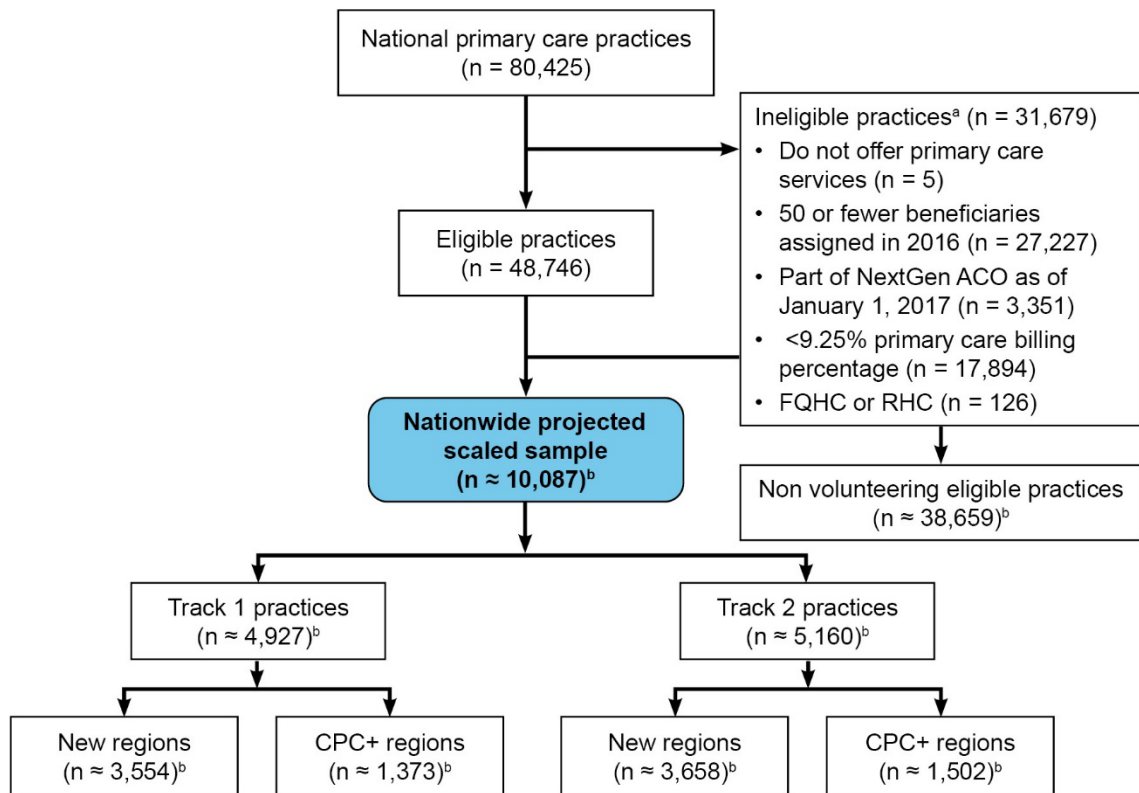 National primary care practices
(n = 80,425)
Ineligible practicesᵃ (n = 31,679)
• Do not offer primary care
services (n = 5)
• 50 or fewer beneficiaries
assigned in 2016 (n = 27,227)
• Part of NextGen ACO as of
January 1, 2017 (n = 3,351)
• <9.25% primary care billing
percentage (n = 17,894)
• FQHC or RHC (n = 126)
Eligible practices
(n = 48,746)
Nationwide projected
scaled sample
(n ≈ 10,087)ᵇ
Non volunteering eligible practices
(n ≈ 38,659)ᵇ
Track 1 practices
(n ≈ 4,927)ᵇ
Track 2 practices
(n ≈ 5,160)ᵇ
New regions
(n ≈ 3,554)ᵇ
CPC+ regions
(n ≈ 1,373)ᵇ
New regions
(n ≈ 3,658)ᵇ
CPC+ regions
(n ≈ 1,502)ᵇ